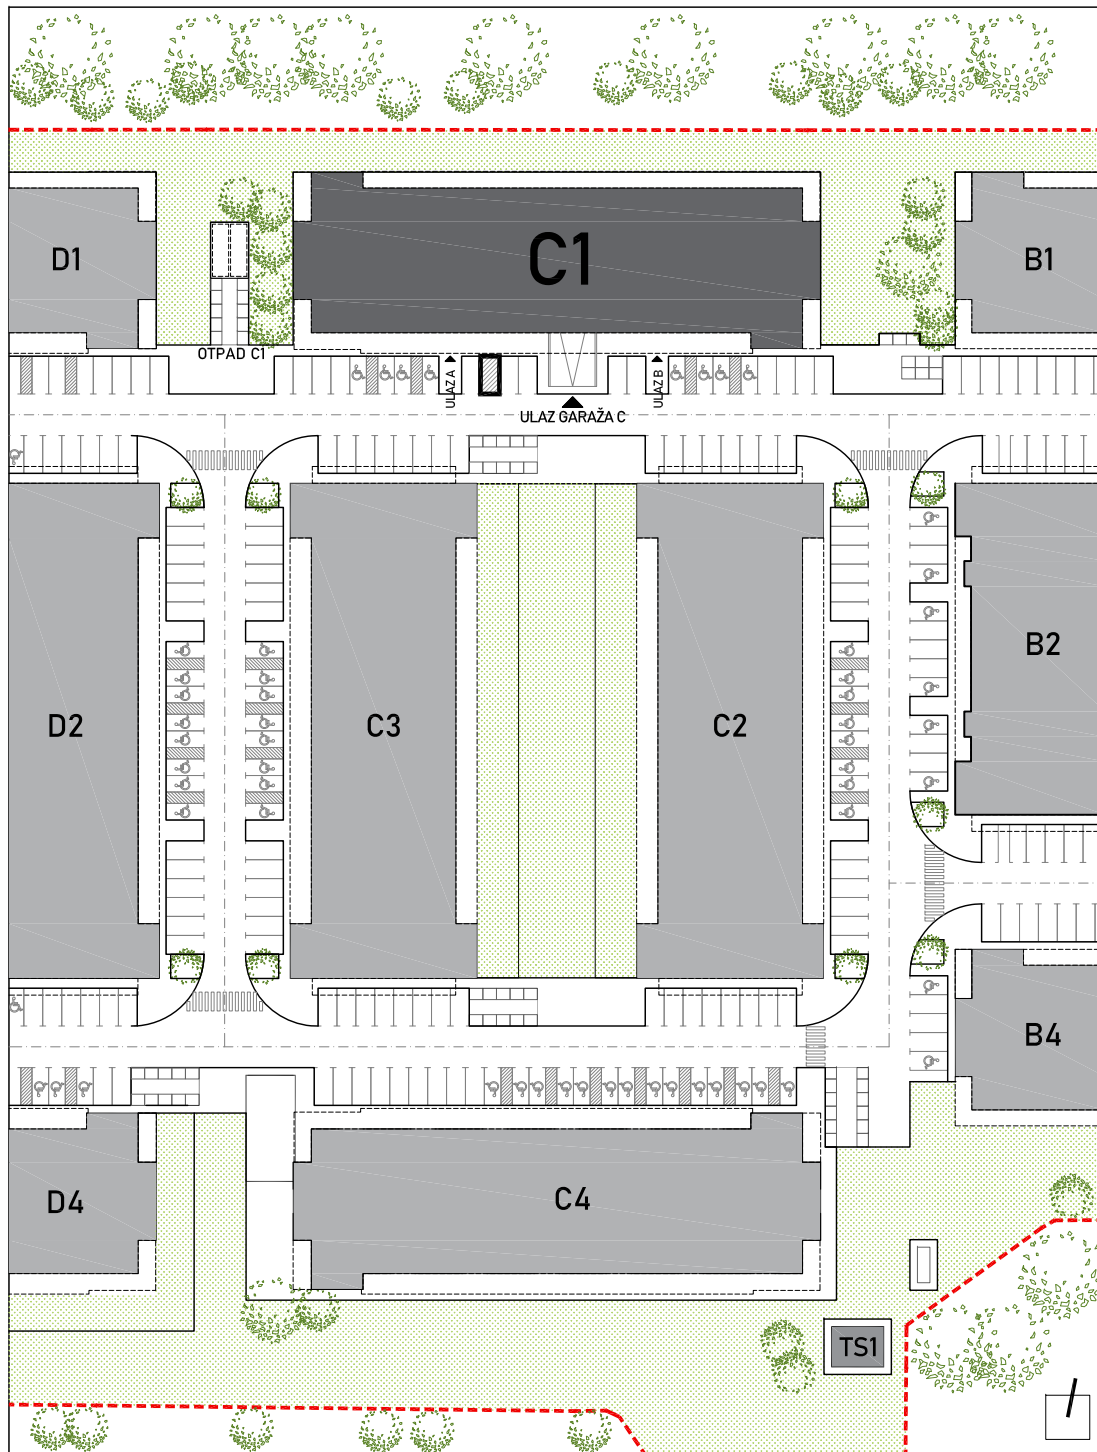 D1
C1
B1
OTPAD C1
ULAZ A
ULAZ B
ULAZ GARAŽA C
D2
C3
C2
B2
B4
D4
C4
TS1